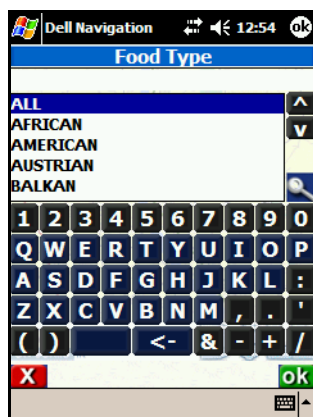 Dell Navigation 12:54 ok
Food Type
ALL
AFRICAN
AMERICAN
AUSTRIAN
BALKAN
^
v
1 2 3 4 5 6 7 8 9 0
Q W E R T Y U I O P
A S D F G H J K L :
Z X C V B N M , . '
( ) <- & - + /
X ok